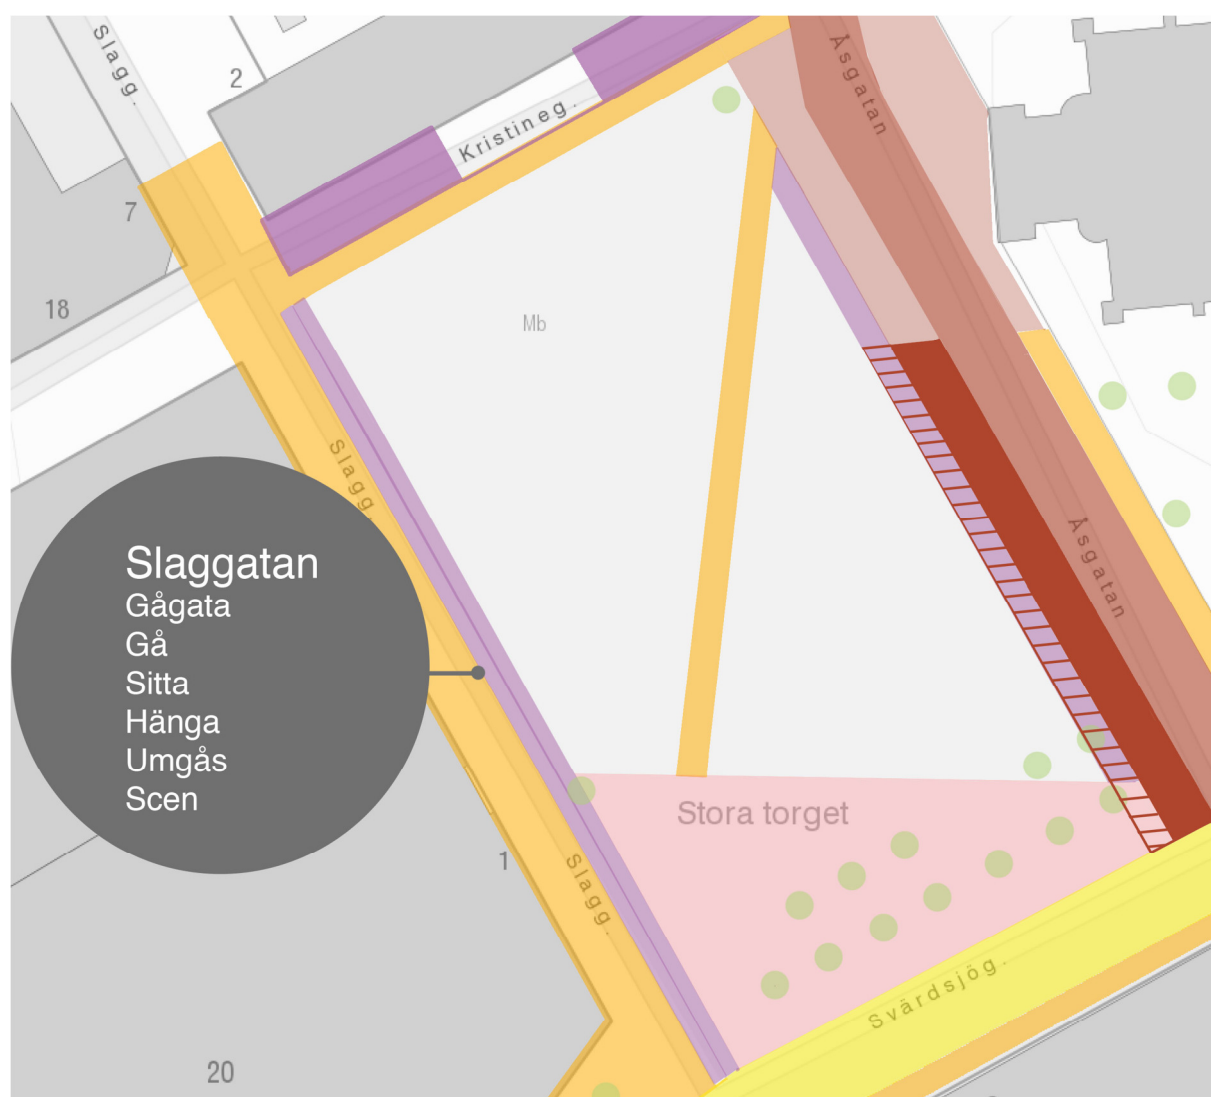 Slagg.
2
Åsgatan
Kristineg.
7
18
Mb
Slagg.
Åsgatan
Slaggatan
Gågata
Gå
Sitta
Hänga
Umgås
Scen
Stora torget
1
Slagg.
Svärdsjög.
20